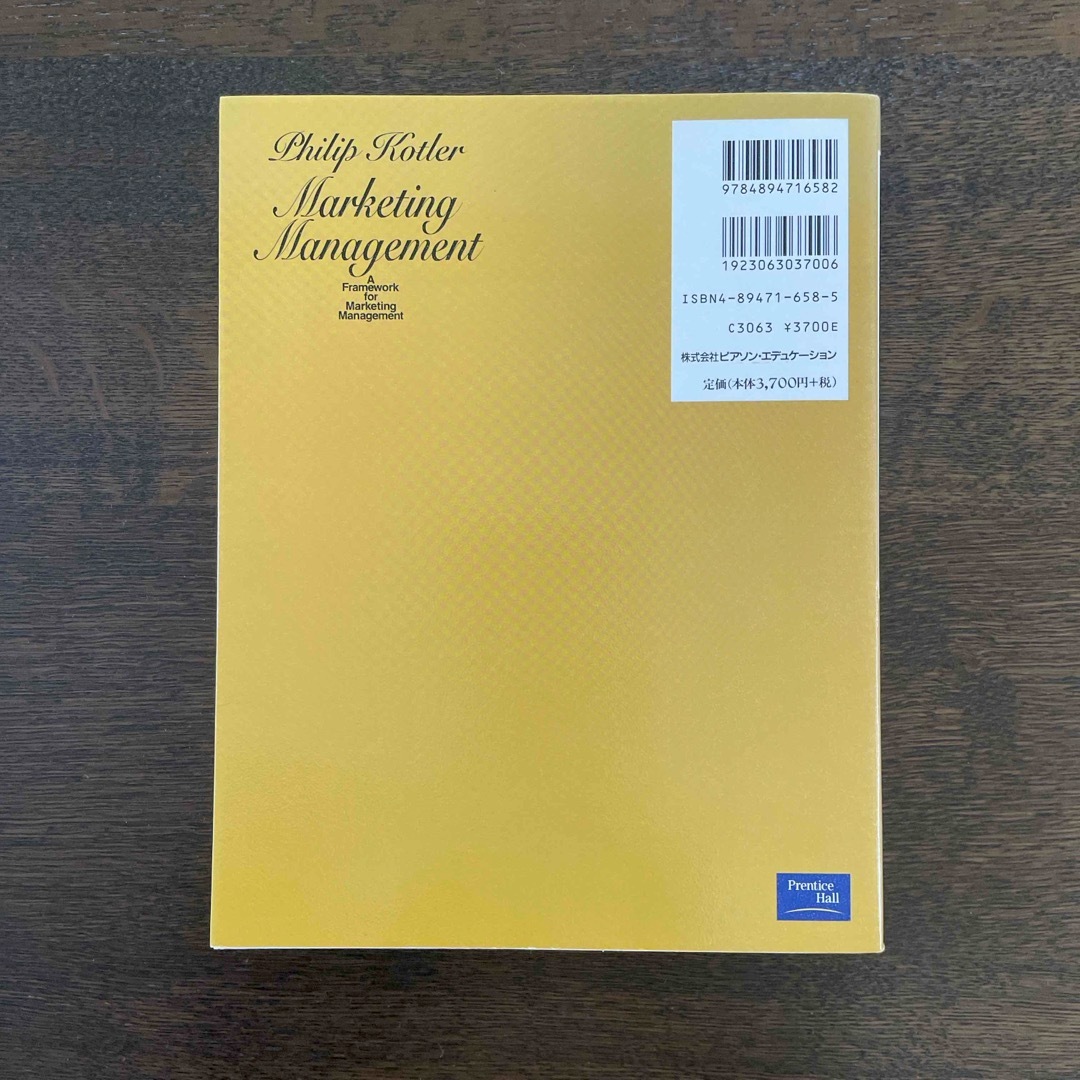 Philip Kotler
Marketing
Management
A
Framework
for
Marketing
Management
9784894716582
1923063037006
ISBN4-89471-658-5
C3063 ¥3700E
株式会社ピアソン・エデュケーション
定価(本体3,700円+税)
Prentice
Hall